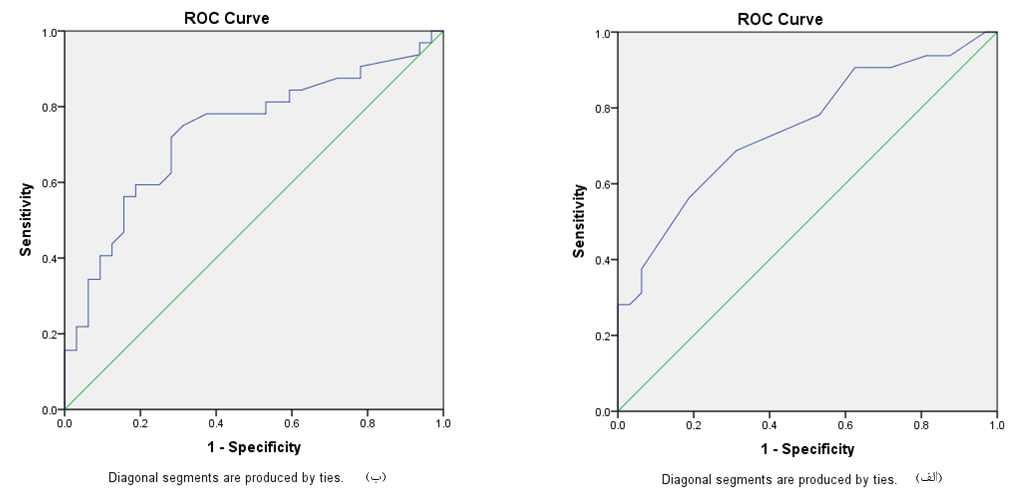 ROC Curve
1.0
0.8
0.6
0.4
0.2
0.0
Sensitivity
0.0 0.2 0.4 0.6 0.8 1.0
1 - Specificity
Diagonal segments are produced by ties. (ب)
ROC Curve
1.0
0.8
0.6
0.4
0.2
0.0
Sensitivity
0.0 0.2 0.4 0.6 0.8 1.0
1 - Specificity
Diagonal segments are produced by ties. (الف)